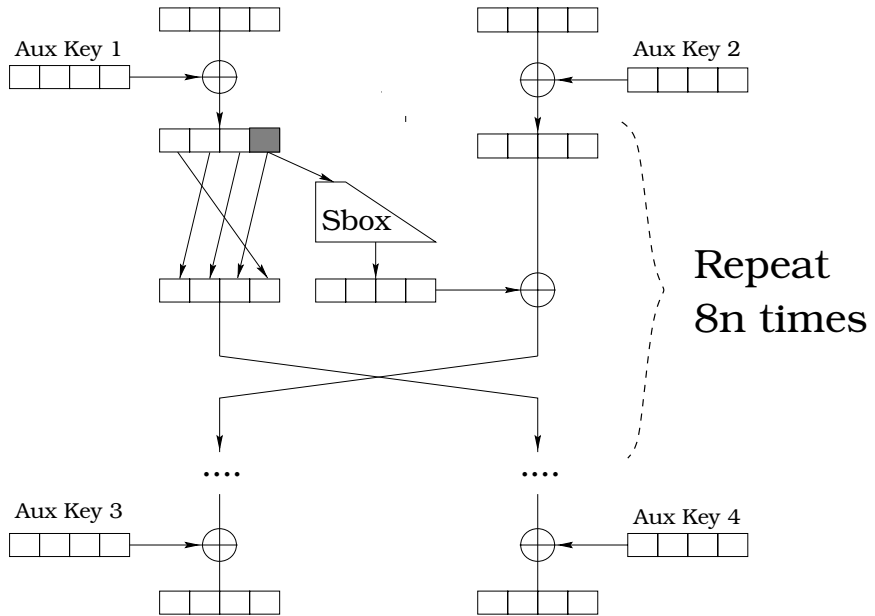 Aux Key 1
Aux Key 2
Sbox
Repeat
8n times
....
....
Aux Key 3
Aux Key 4